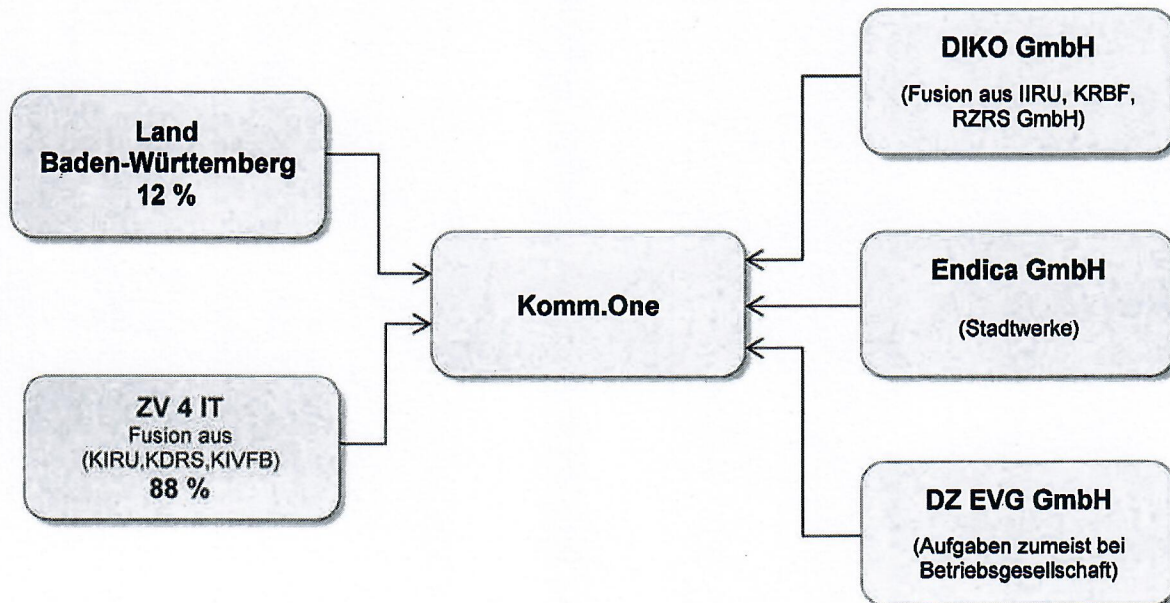 Land
Baden-Württemberg
12 %
ZV 4 IT
Fusion aus
(KIRU,KDRS,KIVFB)
88 %
Komm.One
DIKO GmbH
(Fusion aus IIRU, KRBF,
RZRS GmbH)
Endica GmbH
(Stadtwerke)
DZ EVG GmbH
(Aufgaben zumeist bei
Betriebsgesellschaft)